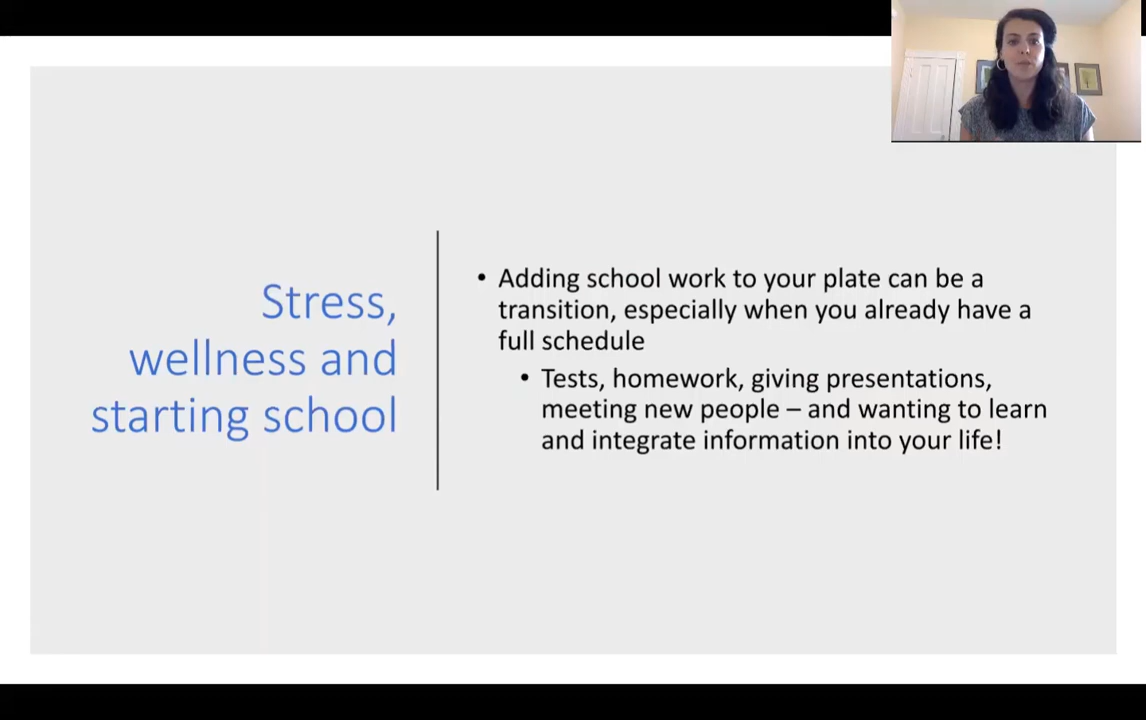 Stress,
wellness and
starting school
• Adding school work to your plate can be a
transition, especially when you already have a
full schedule
• Tests, homework, giving presentations,
meeting new people – and wanting to learn
and integrate information into your life!